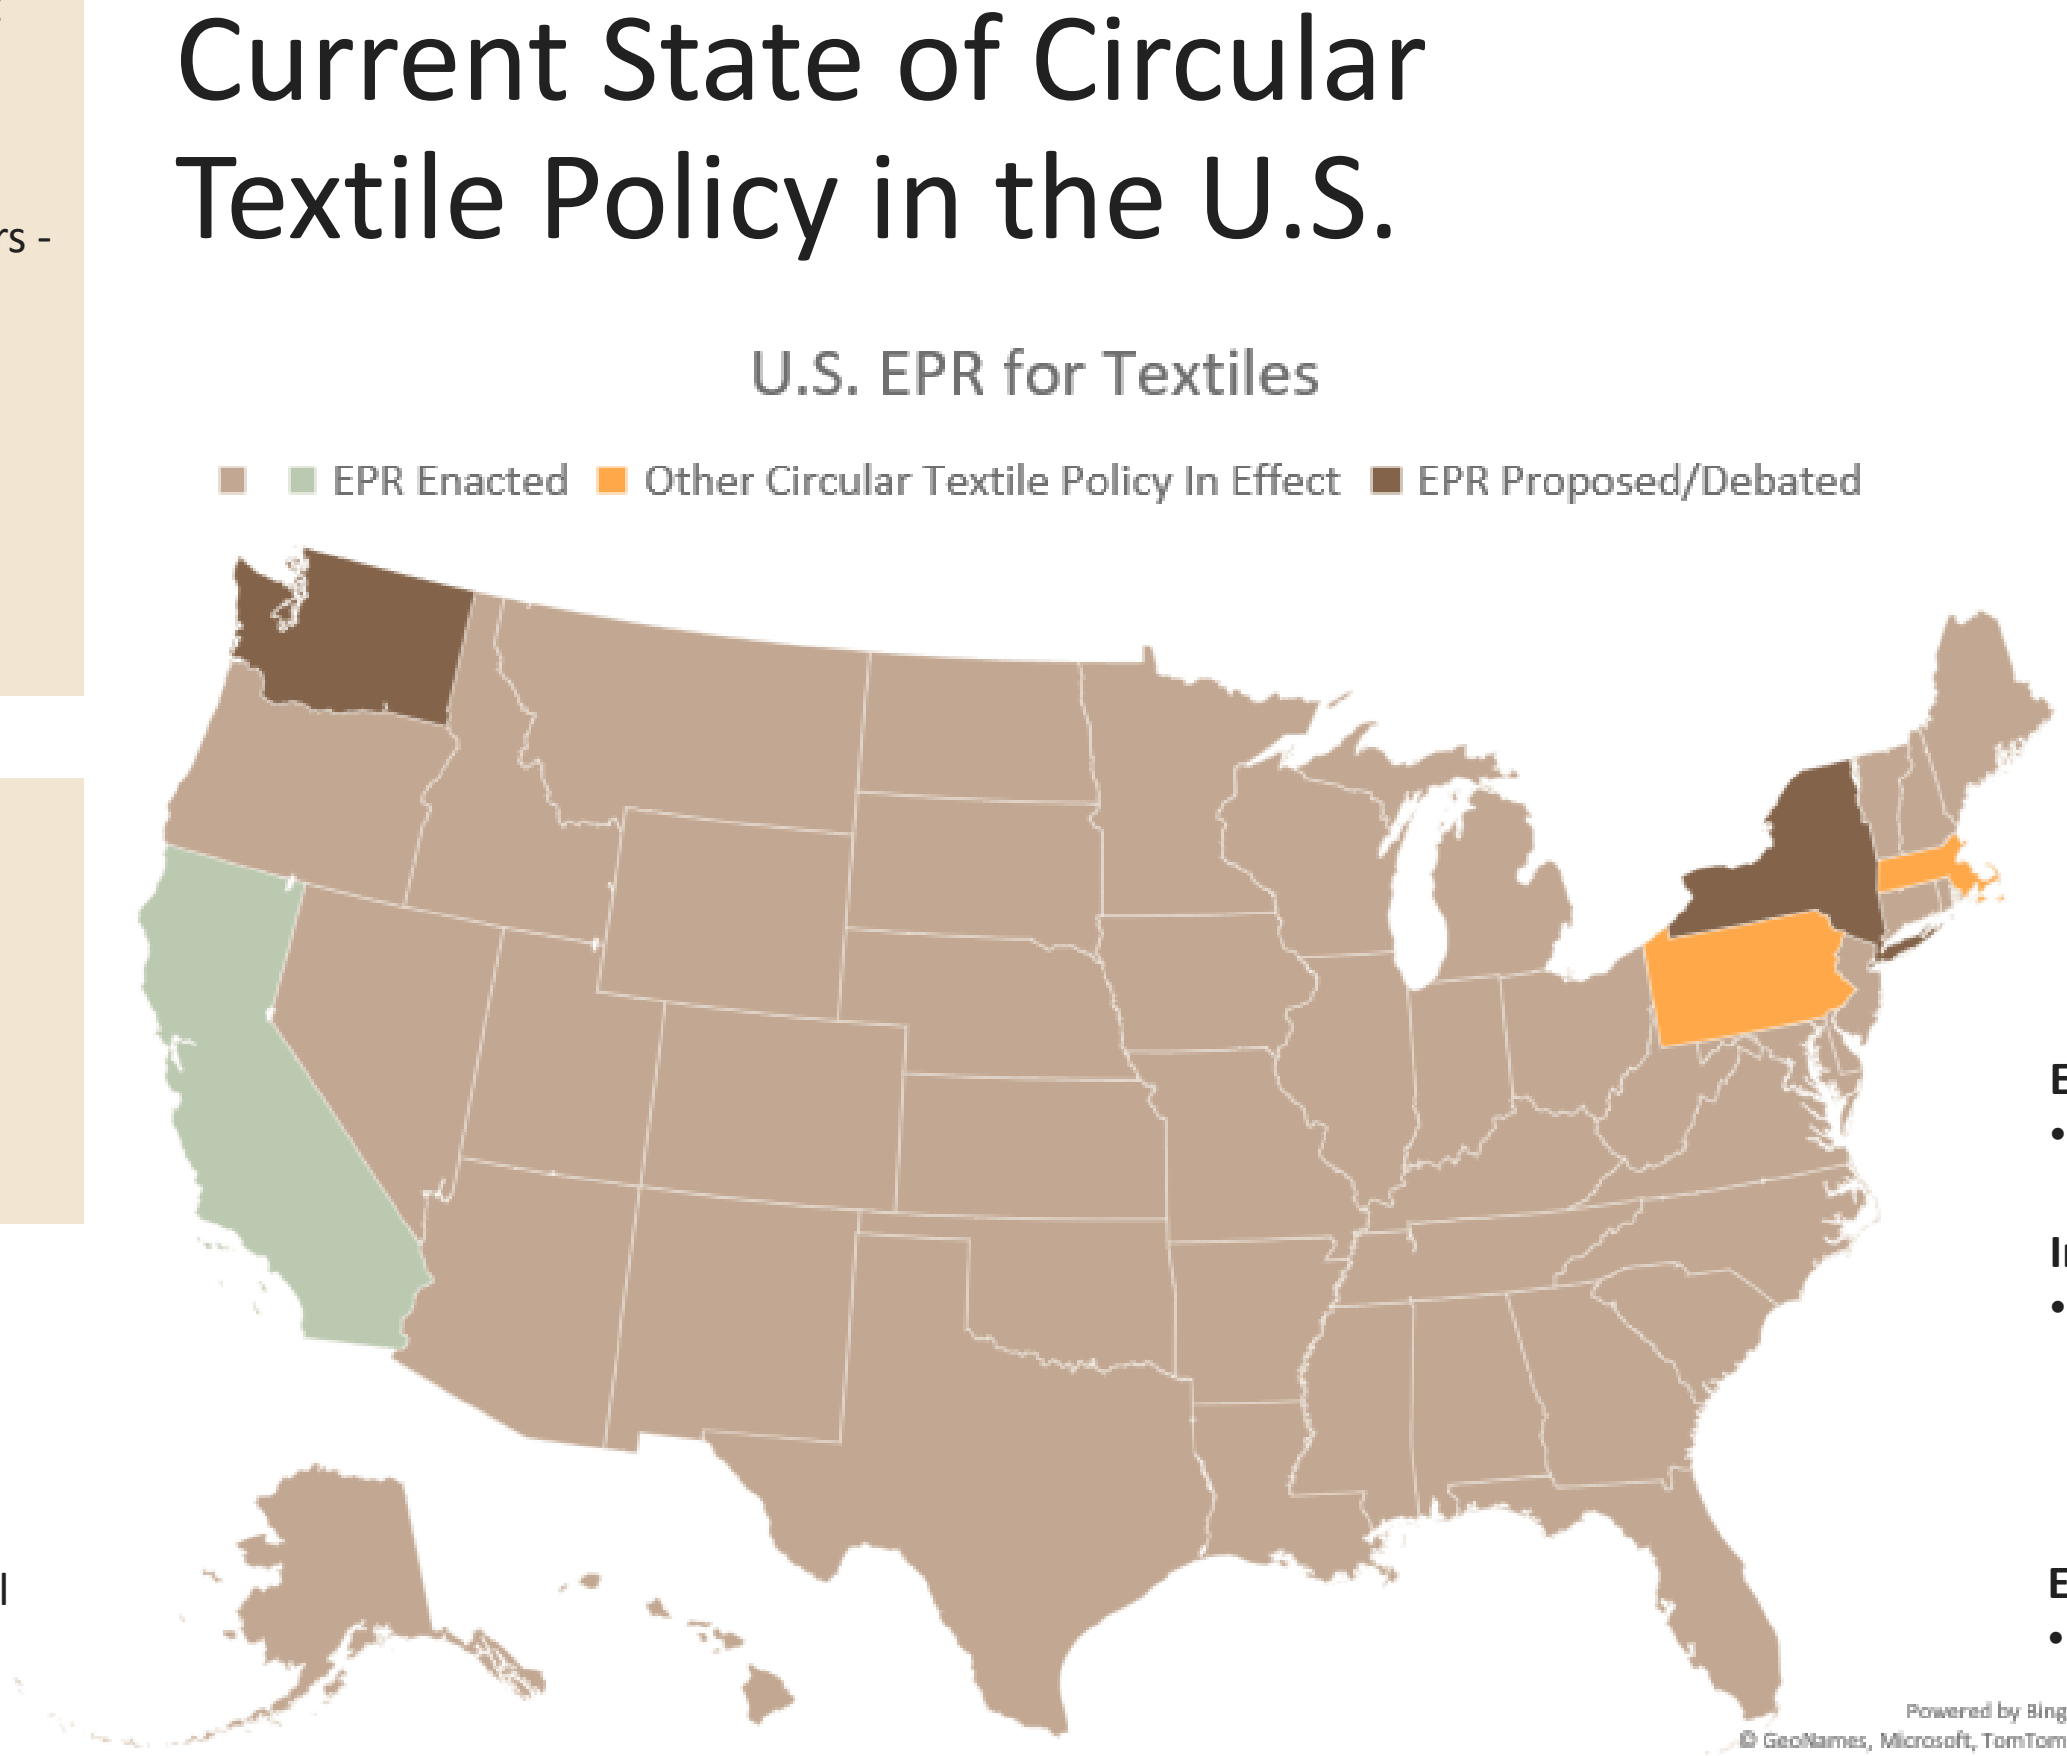 Current State of Circular
Textile Policy in the U.S.
rs -
U.S. EPR for Textiles
EPR Enacted Other Circular Textile Policy In Effect EPR Proposed/Debated
•
•
•
Powered by Bing
© GeoNames, Microsoft, TomTom